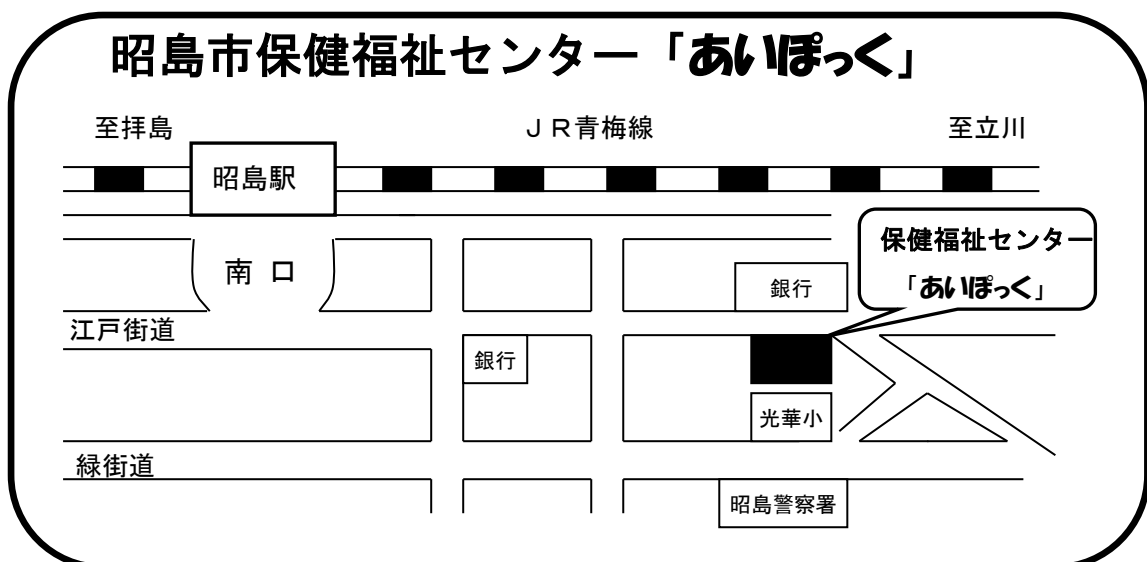 昭島市保健福祉センター「あいぽっく」
至拝島
JR青梅線
至立川
昭島駅
保健福祉センター
「あいぽっく」
南 口
銀行
江戸街道
銀行
光華小
緑街道
昭島警察署